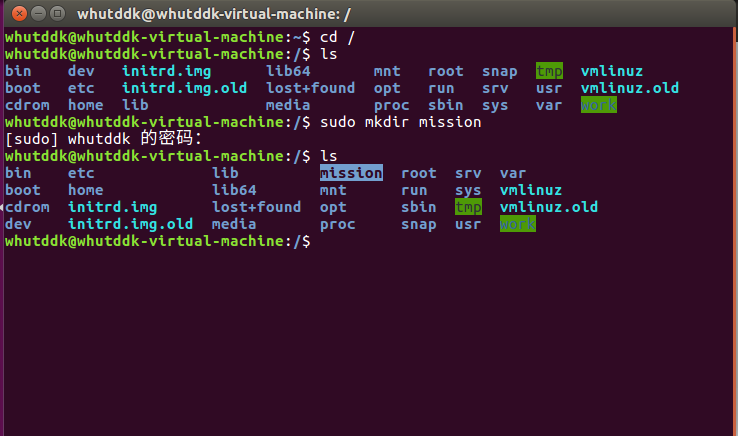 whutddk@whutddk-virtual-machine: /
whutddk@whutddk-virtual-machine:~$ cd /
whutddk@whutddk-virtual-machine:/$ ls
bin dev initrd.img lib64 mnt root snap tmp vmlinuz
boot etc initrd.img.old lost+found opt run srv usr vmlinuz.old
cdrom home lib media proc sbin sys var work
whutddk@whutddk-virtual-machine:/$ sudo mkdir mission
[sudo] whutddk 的密码：
whutddk@whutddk-virtual-machine:/$ ls
bin etc lib mission root srv var
boot home lib64 mnt run sys vmlinuz
cdrom initrd.img lost+found opt sbin tmp vmlinuz.old
dev initrd.img.old media proc snap usr work
whutddk@whutddk-virtual-machine:/$